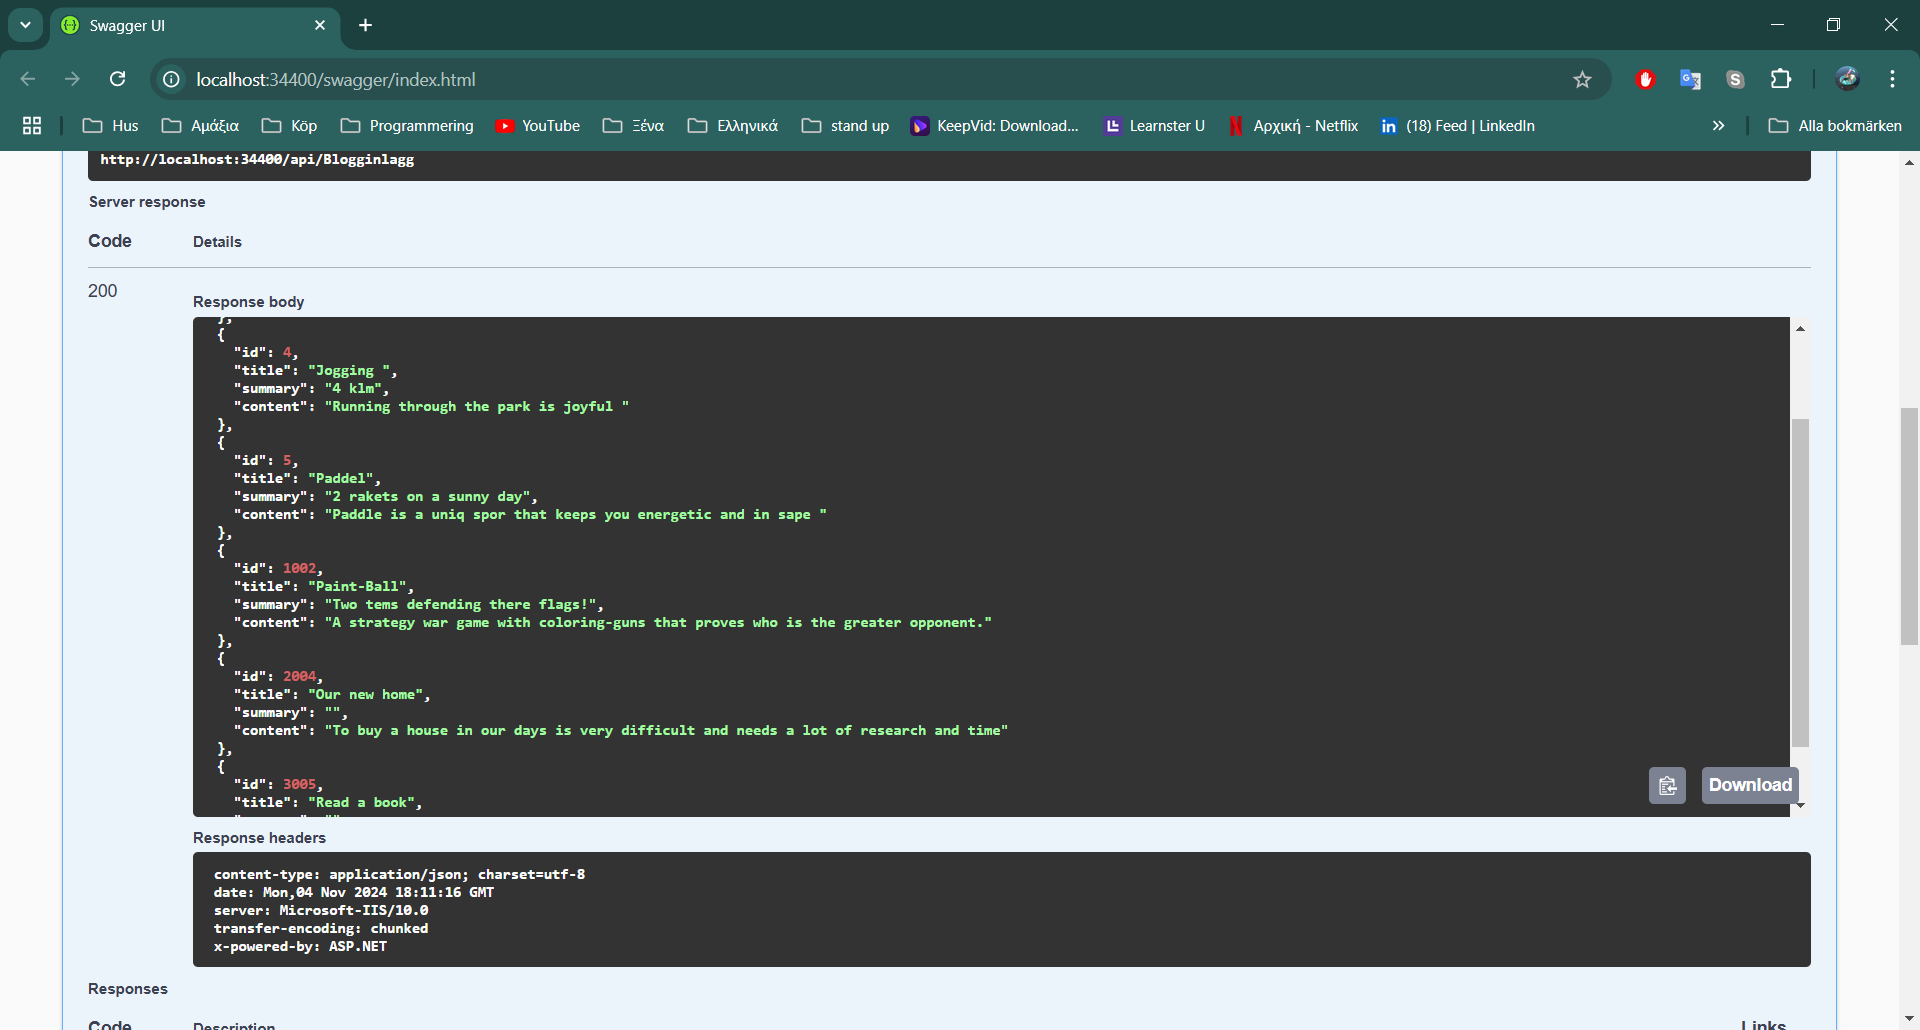 Swagger UI
localhost:34400/swagger/index.html
Hus Αμάξια Köp Programmering YouTube Ξένα Ελληνικά stand up KeepVid: Download... Learnster U Αρχική - Netflix (18) Feed | LinkedIn » Alla bokmärken
http://localhost:34400/api/Blogginlagg
Server response
Code Details
200
Response body
},
{
"id": 4,
"title": "Jogging ",
"summary": "4 klm",
"content": "Running through the park is joyful "
},
{
"id": 5,
"title": "Paddel",
"summary": "2 rakets on a sunny day",
"content": "Paddle is a uniq spor that keeps you energetic and in sape "
},
{
"id": 1002,
"title": "Paint-Ball",
"summary": "Two tems defending there flags!",
"content": "A strategy war game with coloring-guns that proves who is the greater opponent."
},
{
"id": 2004,
"title": "Our new home",
"summary": "",
"content": "To buy a house in our days is very difficult and needs a lot of research and time"
},
{
"id": 3005,
"title": "Read a book",
Download
Response headers
content-type: application/json; charset=utf-8
date: Mon,04 Nov 2024 18:11:16 GMT
server: Microsoft-IIS/10.0
transfer-encoding: chunked
x-powered-by: ASP.NET
Responses
Code Description Links